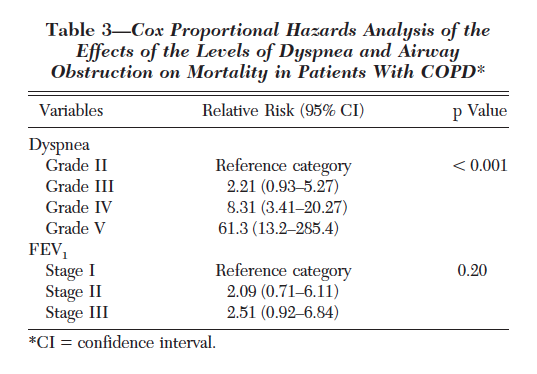 Table 3—Cox Proportional Hazards Analysis of the
Effects of the Levels of Dyspnea and Airway
Obstruction on Mortality in Patients With COPD*
Variables Relative Risk (95% CI) p Value
Dyspnea
Grade II Reference category < 0.001
Grade III 2.21 (0.93–5.27)
Grade IV 8.31 (3.41–20.27)
Grade V 61.3 (13.2–285.4)
FEV₁
Stage I Reference category 0.20
Stage II 2.09 (0.71–6.11)
Stage III 2.51 (0.92–6.84)
*CI = confidence interval.